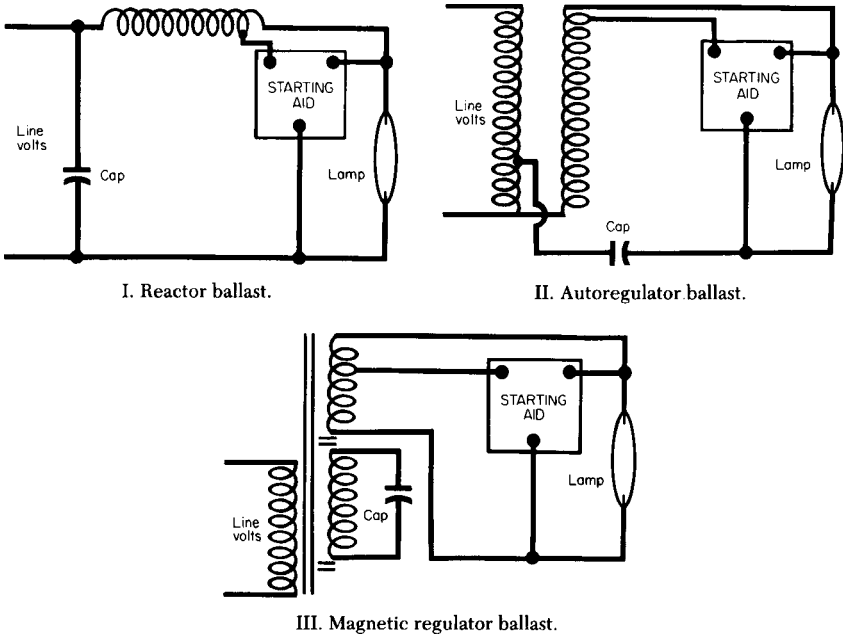 STARTING
AID
Line
volts
Cap
Lamp
I. Reactor ballast.
Line
volts
STARTING
AID
Lamp
Cap
II. Autoregulator ballast.
STARTING
AID
Lamp
Line
volts
Cap
III. Magnetic regulator ballast.